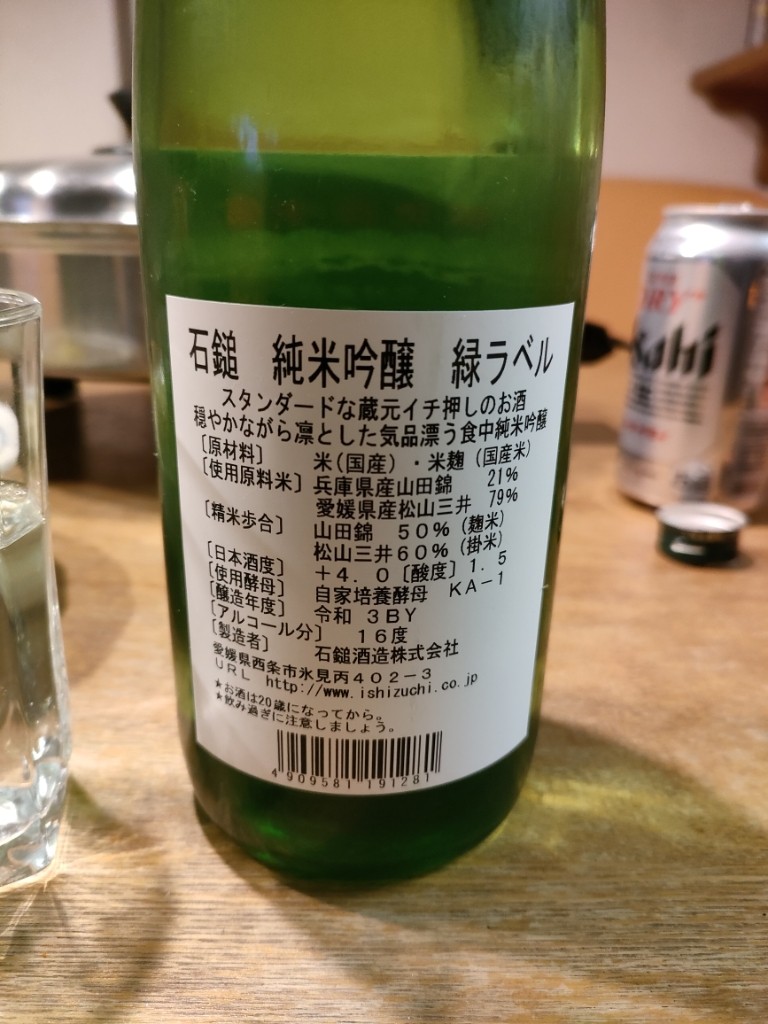 石鎚　純米吟醸　緑ラベル
スタンダードな蔵元イチ押しのお酒
穏やかながら凛とした気品漂う食中純米吟醸
［原材料］　米（国産）・米麹（国産米）
［使用原料米］兵庫県産山田錦　21％
愛媛県産松山三井　79％
［精米歩合］　山田錦　５０％（麹米）
松山三井６０％（掛米）
［日本酒度］　＋４．０［酸度］１．５
［使用酵母］　自家培養酵母　ＫＡ－１
［醸造年度］　令和　３ＢＹ
［アルコール分］　１６度
［製造者］　石鎚酒造株式会社
愛媛県西条市氷見丙４０２－３
ＵＲＬ　http://www.ishizuchi.co.jp
★お酒は20歳になってから。
★飲み過ぎに注意しましょう。
4 909581 191281
DRY
Asahi